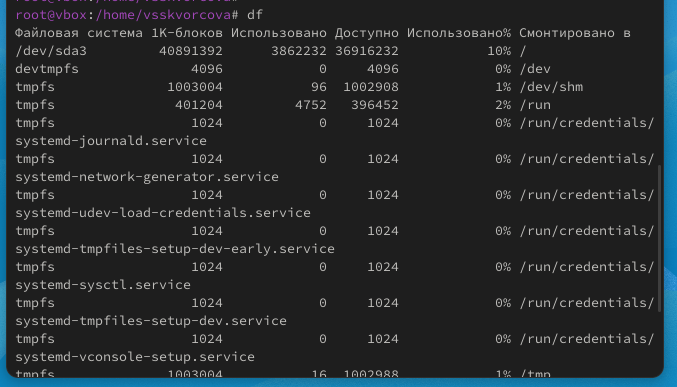 root@vbox:/home/vsskvorcova# df
Файловая система 1K-блоков Использовано Доступно Использовано% Смонтировано в
/dev/sda3 40891392 3862232 36916232 10% /
devtmpfs 4096 0 4096 0% /dev
tmpfs 1003004 96 1002908 1% /dev/shm
tmpfs 401204 4752 396452 2% /run
tmpfs 1024 0 1024 0% /run/credentials/
systemd-journald.service
tmpfs 1024 0 1024 0% /run/credentials/
systemd-network-generator.service
tmpfs 1024 0 1024 0% /run/credentials/
systemd-udev-load-credentials.service
tmpfs 1024 0 1024 0% /run/credentials/
systemd-tmpfiles-setup-dev-early.service
tmpfs 1024 0 1024 0% /run/credentials/
systemd-sysctl.service
tmpfs 1024 0 1024 0% /run/credentials/
systemd-tmpfiles-setup-dev.service
tmpfs 1024 0 1024 0% /run/credentials/
systemd-vconsole-setup.service
tmpfs 1003004 16 1002988 1% /tmp